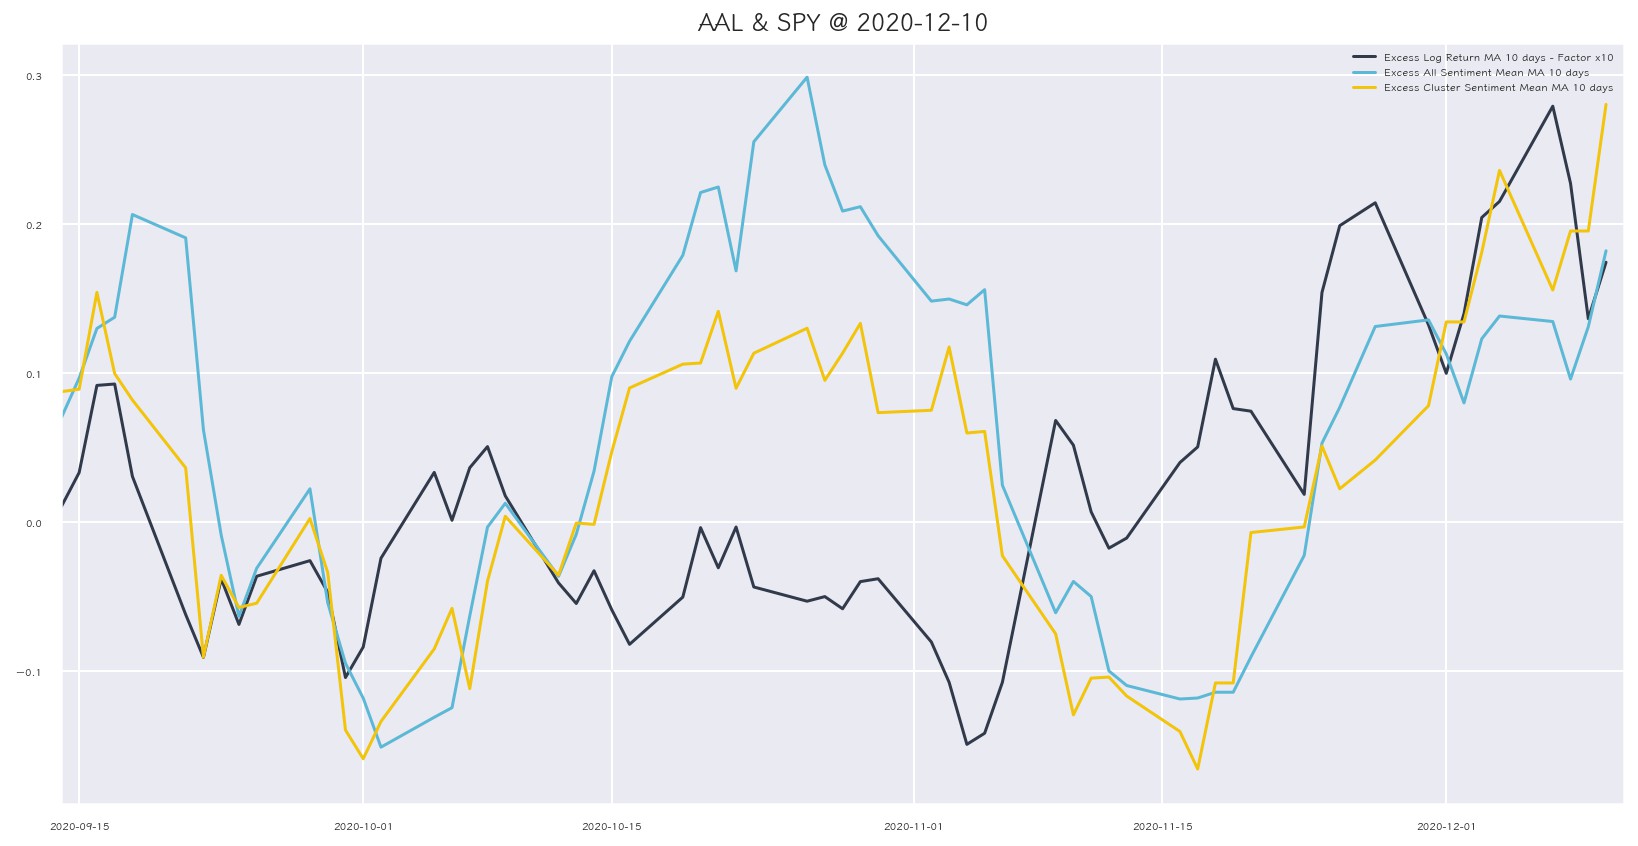 AAL & SPY @ 2020-12-10
Excess Log Return MA 10 days - Factor x10
Excess All Sentiment Mean MA 10 days
Excess Cluster Sentiment Mean MA 10 days
0.3
0.2
0.1
0.0
−0.1
2020-09-15 2020-10-01 2020-10-15 2020-11-01 2020-11-15 2020-12-01